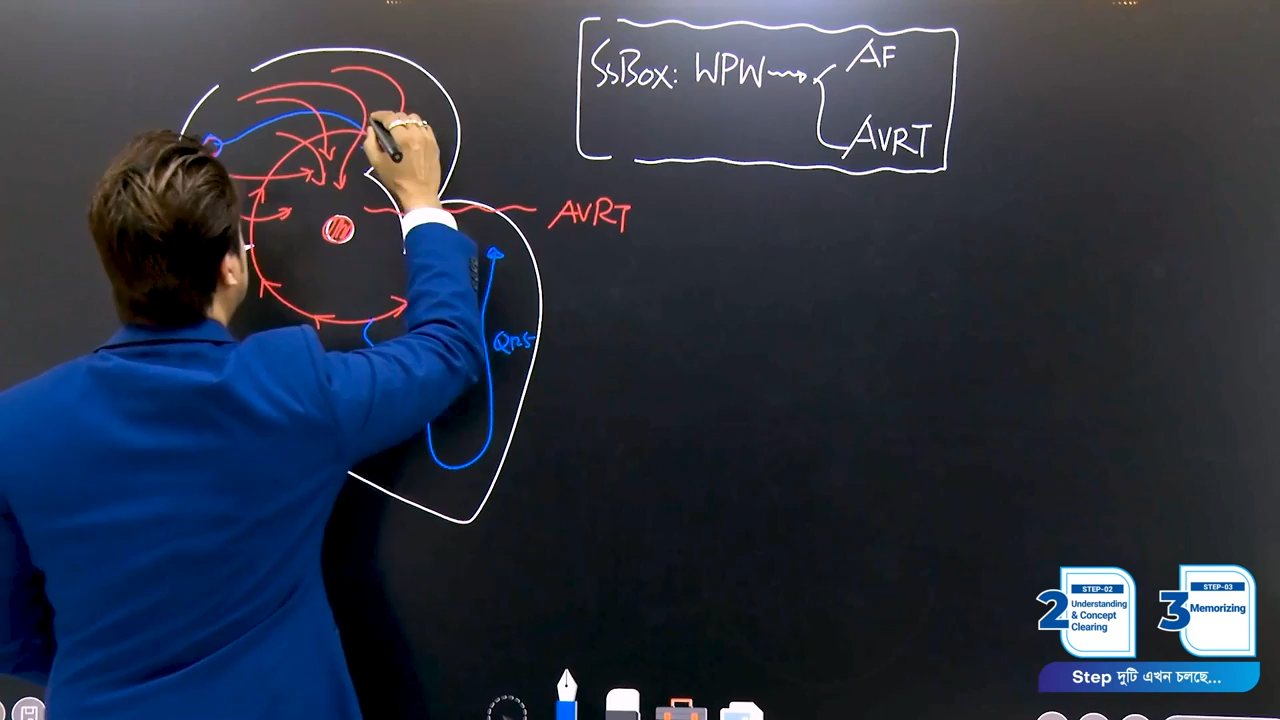 SsBox: WPW
AF
AVRT
AVRT
QRS
2
STEP-02
Understanding
& Concept
Clearing
3
STEP-03
Memorizing
Step দুটি এখন চলছে...